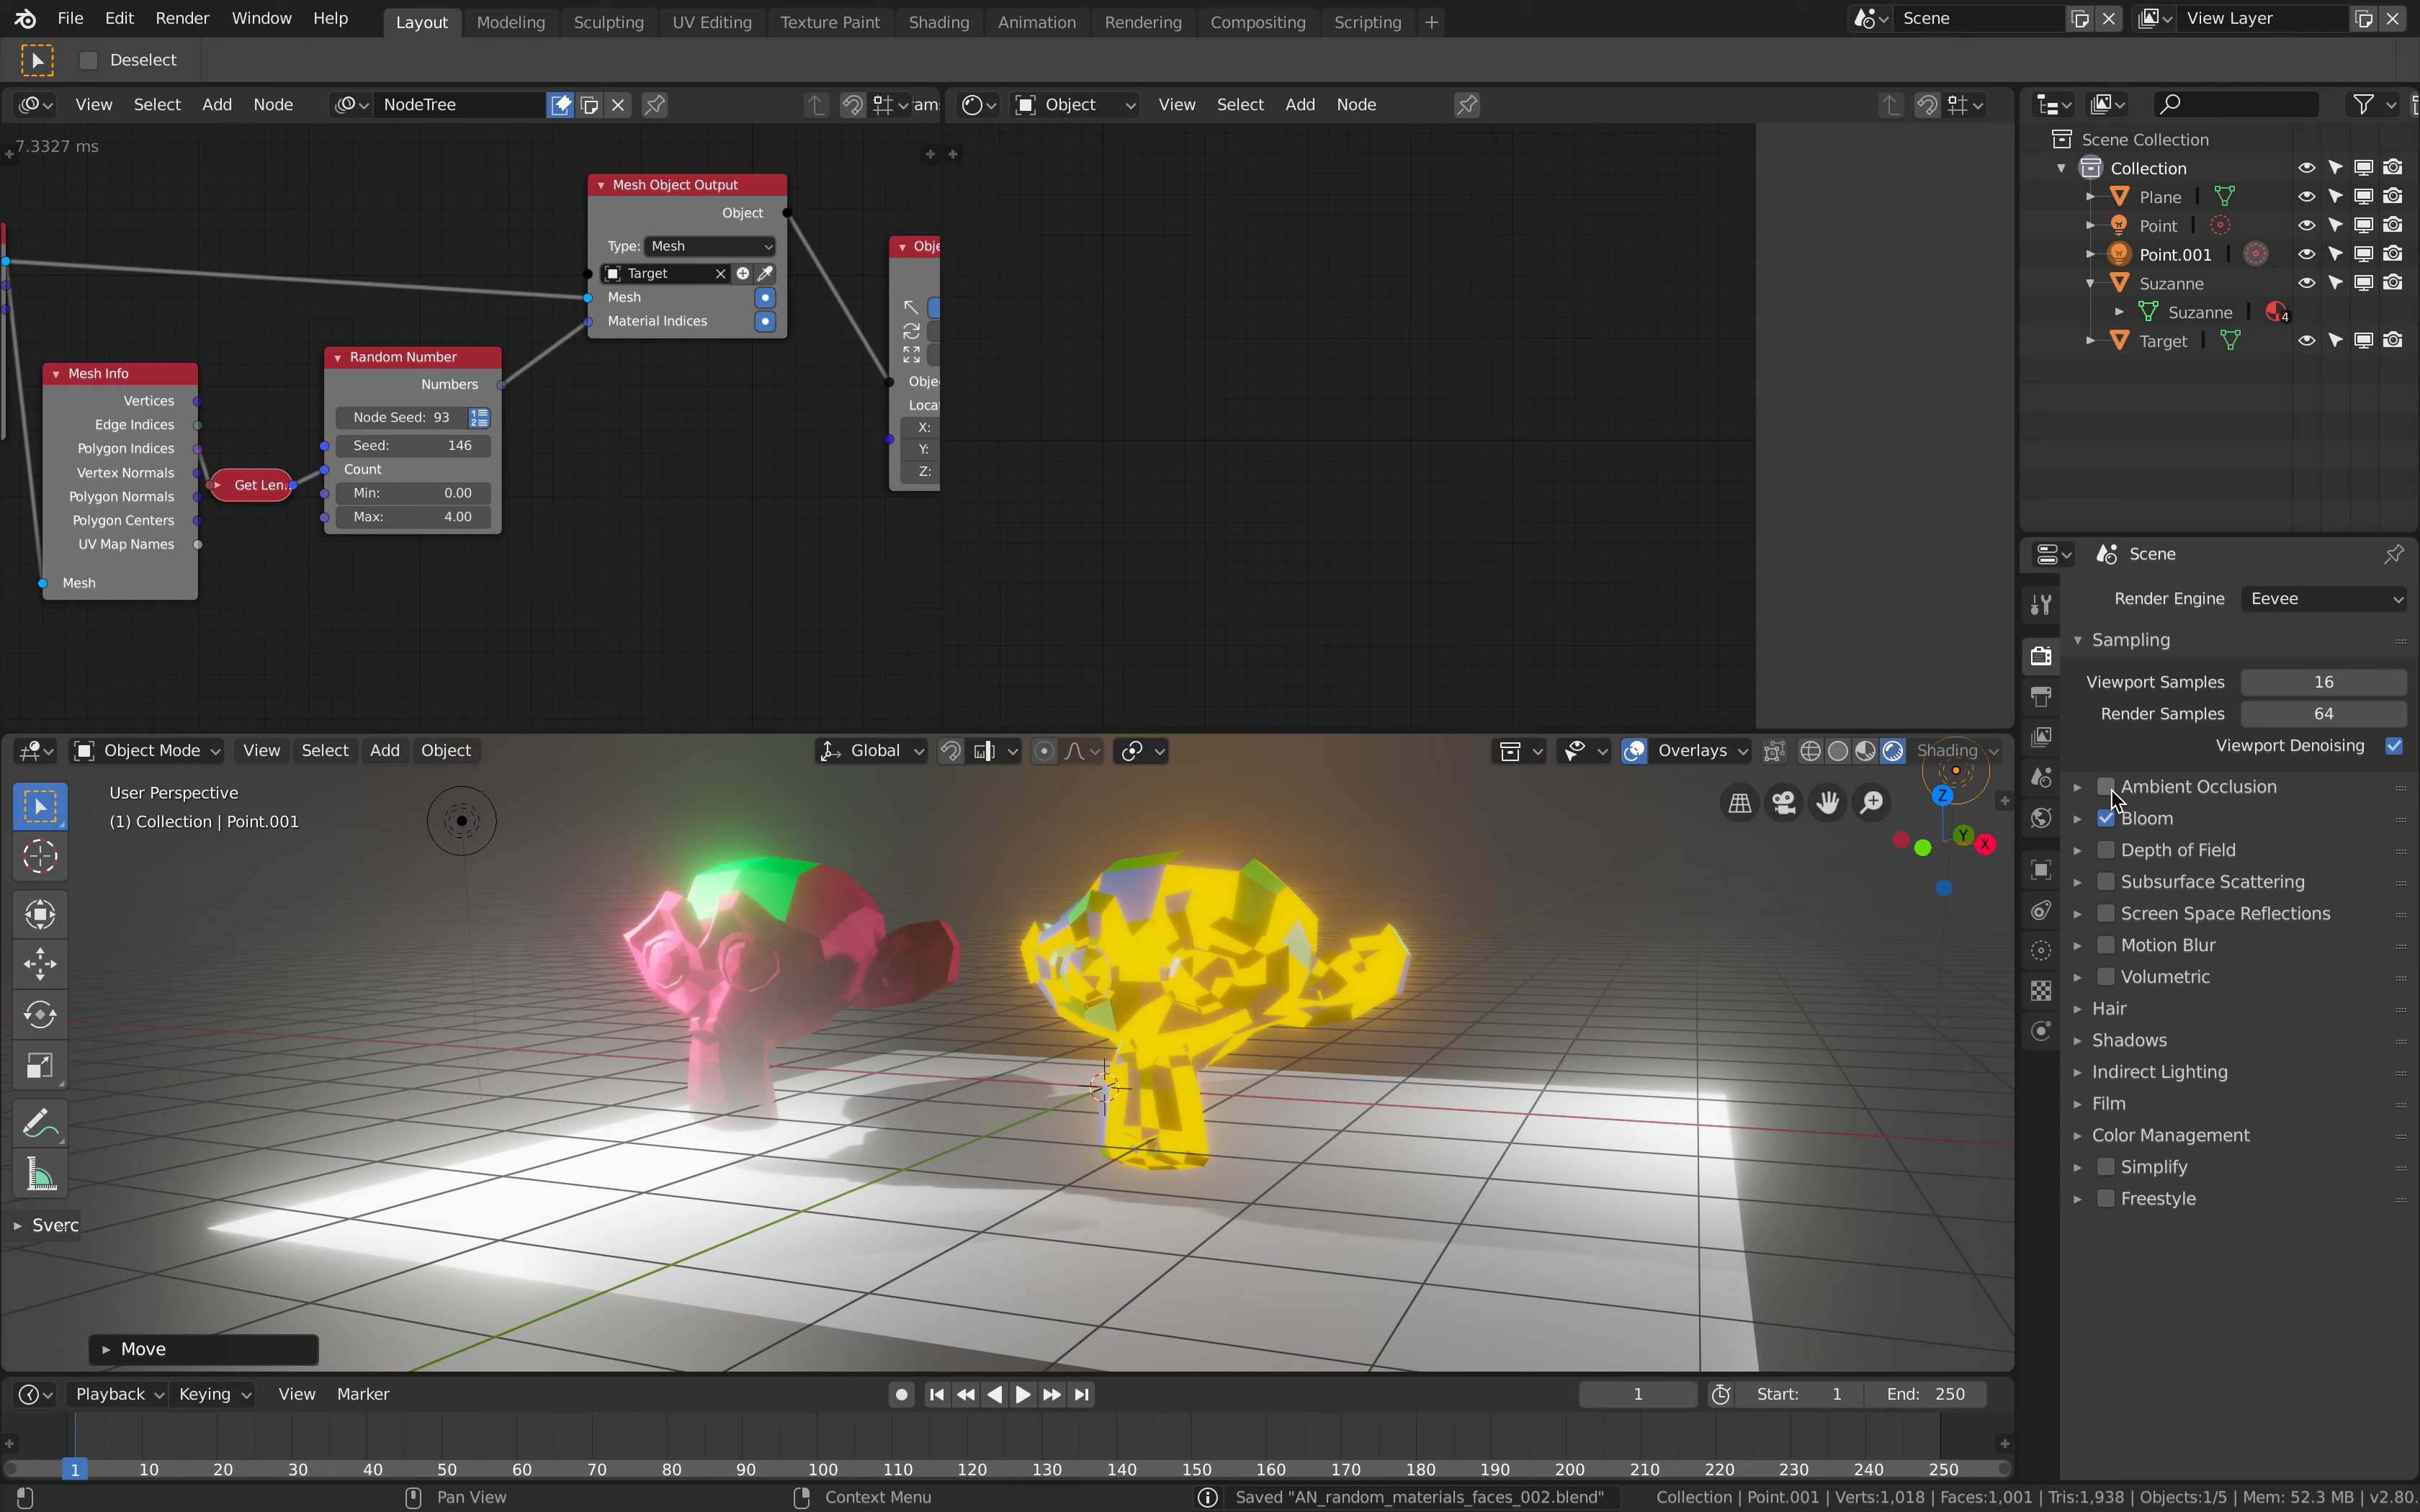 File Edit Render Window Help Layout Modeling Sculpting UV Editing Texture Paint Shading Animation Rendering Compositing Scripting + Scene View Layer
Deselect
View Select Add Node NodeTree
Object View Select Add Node
7.3327 ms
Mesh Object Output
Object
Type: Mesh
Target
Mesh
Material Indices
Mesh Info
Vertices
Edge Indices
Polygon Indices
Vertex Normals
Polygon Normals
Polygon Centers
UV Map Names
Mesh
Get Len..
Random Number
Numbers
Node Seed: 93
Seed: 146
Count
Min: 0.00
Max: 4.00
X:
Y:
Z:
Scene Collection
Collection
Plane
Point
Point.001
Suzanne
Suzanne 4
Target
Scene
Render Engine Eevee
Sampling
Viewport Samples 16
Render Samples 64
Viewport Denoising
Ambient Occlusion
Bloom
Depth of Field
Subsurface Scattering
Screen Space Reflections
Motion Blur
Volumetric
Hair
Shadows
Indirect Lighting
Film
Color Management
Simplify
Freestyle
Object Mode View Select Add Object Global Overlays Shading
User Perspective
(1) Collection | Point.001
Z
Y
X
Sverc
Move
Playback Keying View Marker 1 Start: 1 End: 250
1 10 20 30 40 50 60 70 80 90 100 110 120 130 140 150 160 170 180 190 200 210 220 230 240 250
Pan View Context Menu Saved "AN_random_materials_faces_002.blend" Collection | Point.001 | Verts:1,018 | Faces:1,001 | Tris:1,938 | Objects:1/5 | Mem: 52.3 MB | v2.80.